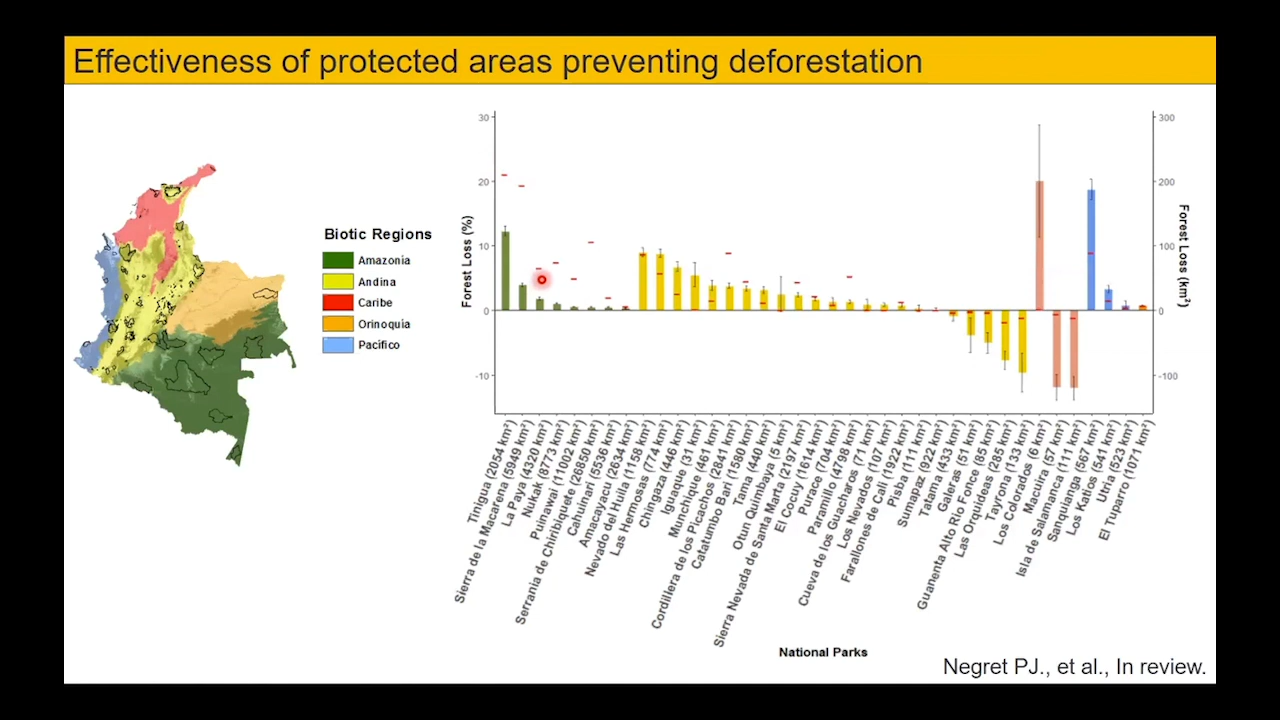 Effectiveness of protected areas preventing deforestation
Biotic Regions
Amazonia
Andina
Caribe
Orinoquía
Pacífico
Forest Loss (%)
30
20
10
0
-10
300
200
100
0
-100
Forest Loss (km²)
Tinigua (2054 km²)
Sierra de la Macarena (5949 km²)
La Paya (4320 km²)
Nukak (8773 km²)
Puinawai (11002 km²)
Serrania de Chiribiquete (26850 km²)
Cahuinari (5536 km²)
Amacayacu (2634 km²)
Nevado del Huila (1158 km²)
Las Hermosas (774 km²)
Chingaza (446 km²)
Iguaque (31 km²)
Munchique (461 km²)
Cordillera de los Picachos (2841 km²)
Catatumbo Bari (1580 km²)
Tama (440 km²)
Otun Quimbaya (5 km²)
Sierra Nevada de Santa Marta (2197 km²)
El Cocuy (1614 km²)
Purace (704 km²)
Paramillo (4798 km²)
Cueva de los Guacharos (71 km²)
Los Nevados (107 km²)
Farallones de Cali (1922 km²)
Pisba (111 km²)
Sumapaz (922 km²)
Tatama (433 km²)
Galeras (51 km²)
Guanenta Alto Rio Fonce (85 km²)
Las Orquideas (285 km²)
Tayrona (133 km²)
Los Colorados (6 km²)
Macuira (57 km²)
Isla de Salamanca (111 km²)
Sanquianga (567 km²)
Los Katios (541 km²)
Utria (523 km²)
El Tuparro (1071 km²)
National Parks
Negret PJ., et al., In review.